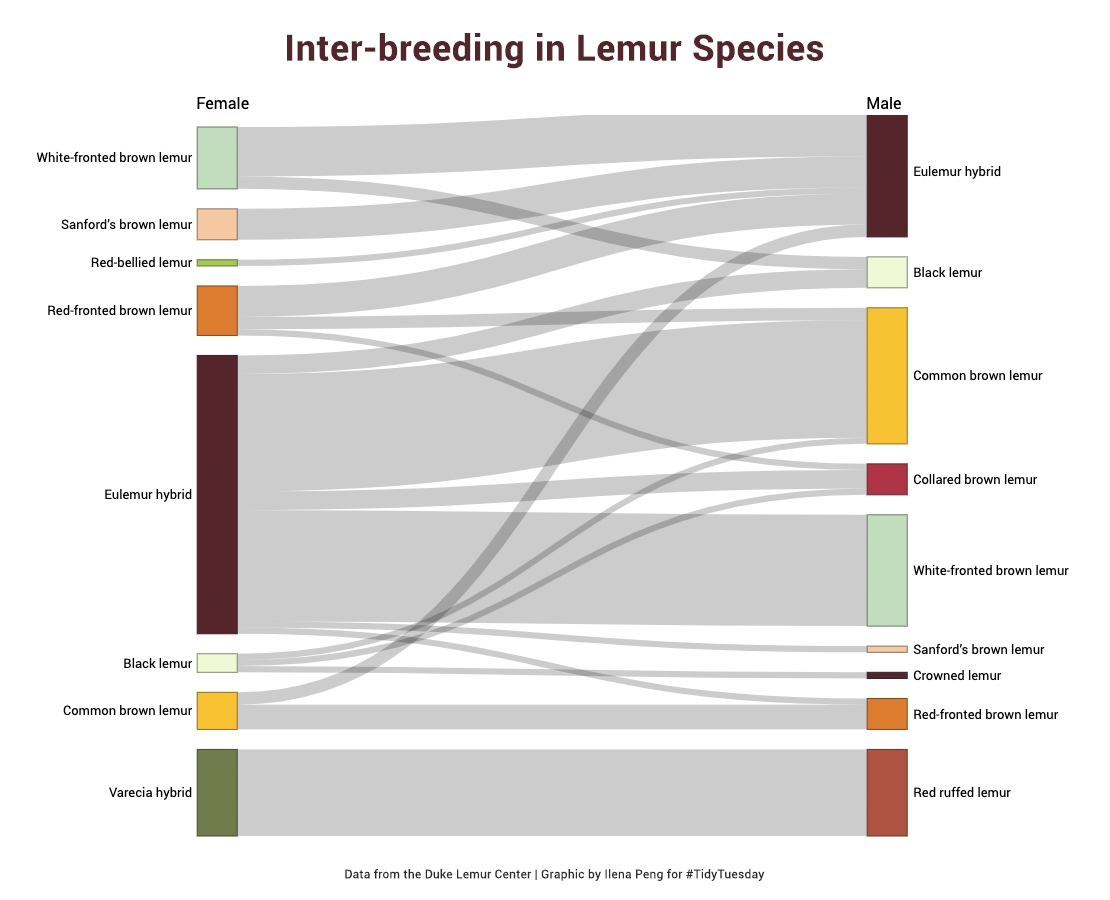 Inter-breeding in Lemur Species
Female
Male
White-fronted brown lemur
Sanford's brown lemur
Red-bellied lemur
Red-fronted brown lemur
Eulemur hybrid
Black lemur
Common brown lemur
Varecia hybrid
Eulemur hybrid
Black lemur
Common brown lemur
Collared brown lemur
White-fronted brown lemur
Sanford's brown lemur
Crowned lemur
Red-fronted brown lemur
Red ruffed lemur
Data from the Duke Lemur Center | Graphic by Ilena Peng for #TidyTuesday